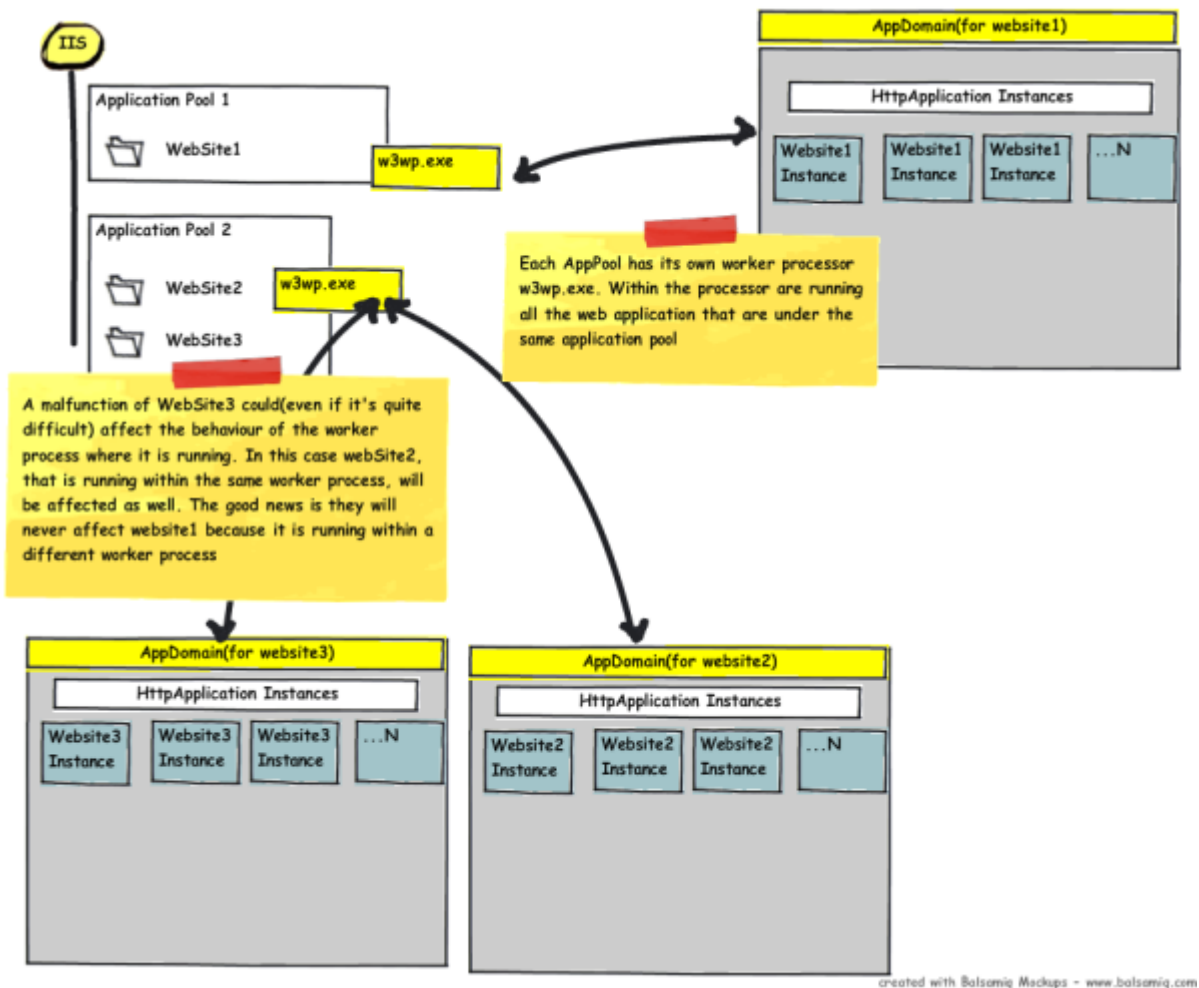 IIS
Application Pool 1
WebSite1
w3wp.exe
Application Pool 2
WebSite2
w3wp.exe
WebSite3
AppDomain(for website1)
HttpApplication Instances
Website1
Instance
Website1
Instance
Website1
Instance
...N
Each AppPool has its own worker processor
w3wp.exe. Within the processor are running
all the web application that are under the
same application pool
A malfunction of WebSite3 could(even if it's quite
difficult) affect the behaviour of the worker
process where it is running. In this case webSite2,
that is running within the same worker process, will
be affected as well. The good news is they will
never affect website1 because it is running within a
different worker process
AppDomain(for website3)
HttpApplication Instances
Website3
Instance
Website3
Instance
Website3
Instance
...N
AppDomain(for website2)
HttpApplication Instances
Website2
Instance
Website2
Instance
Website2
Instance
...N
created with Balsamiq Mockups - www.balsamiq.com